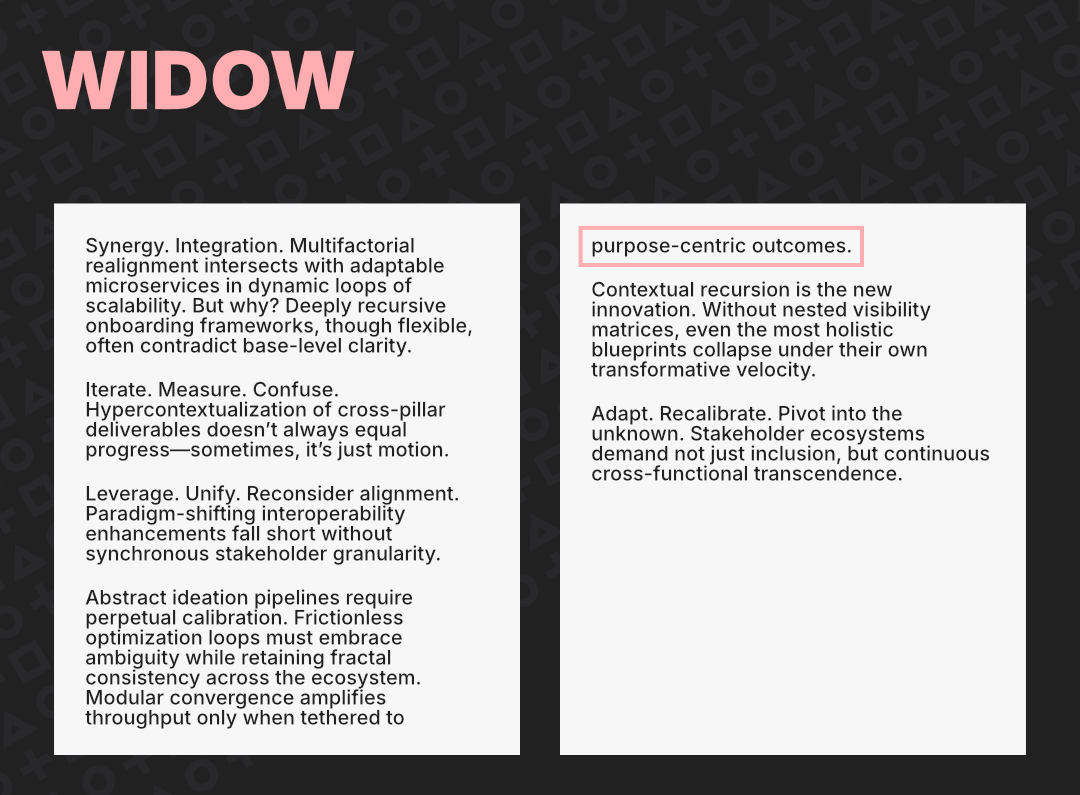 WIDOW
Synergy. Integration. Multifactorial
realignment intersects with adaptable
microservices in dynamic loops of
scalability. But why? Deeply recursive
onboarding frameworks, though flexible,
often contradict base-level clarity.
Iterate. Measure. Confuse.
Hypercontextualization of cross-pillar
deliverables doesn’t always equal
progress—sometimes, it’s just motion.
Leverage. Unify. Reconsider alignment.
Paradigm-shifting interoperability
enhancements fall short without
synchronous stakeholder granularity.
Abstract ideation pipelines require
perpetual calibration. Frictionless
optimization loops must embrace
ambiguity while retaining fractal
consistency across the ecosystem.
Modular convergence amplifies
throughput only when tethered to
purpose-centric outcomes.
Contextual recursion is the new
innovation. Without nested visibility
matrices, even the most holistic
blueprints collapse under their own
transformative velocity.
Adapt. Recalibrate. Pivot into the
unknown. Stakeholder ecosystems
demand not just inclusion, but continuous
cross-functional transcendence.